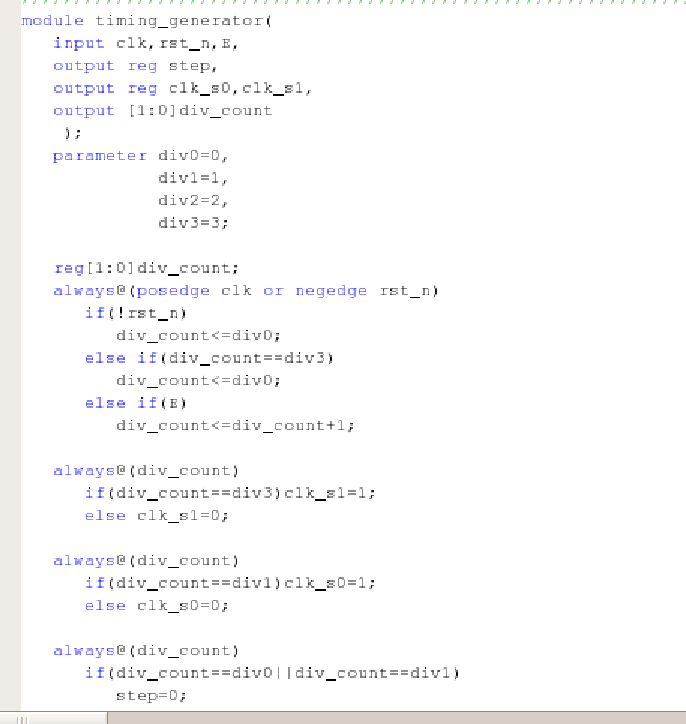 module timing_generator(
input clk,rst_n,E,
output reg step,
output reg clk_s0,clk_s1,
output [1:0]div_count
);
parameter div0=0,
div1=1,
div2=2,
div3=3;
reg[1:0]div_count;
always@(posedge clk or negedge rst_n)
if(!rst_n)
div_count<=div0;
else if(div_count==div3)
div_count<=div0;
else if(E)
div_count<=div_count+1;
always@(div_count)
if(div_count==div3)clk_s1=1;
else clk_s1=0;
always@(div_count)
if(div_count==div1)clk_s0=1;
else clk_s0=0;
always@(div_count)
if(div_count==div0||div_count==div1)
step=0;